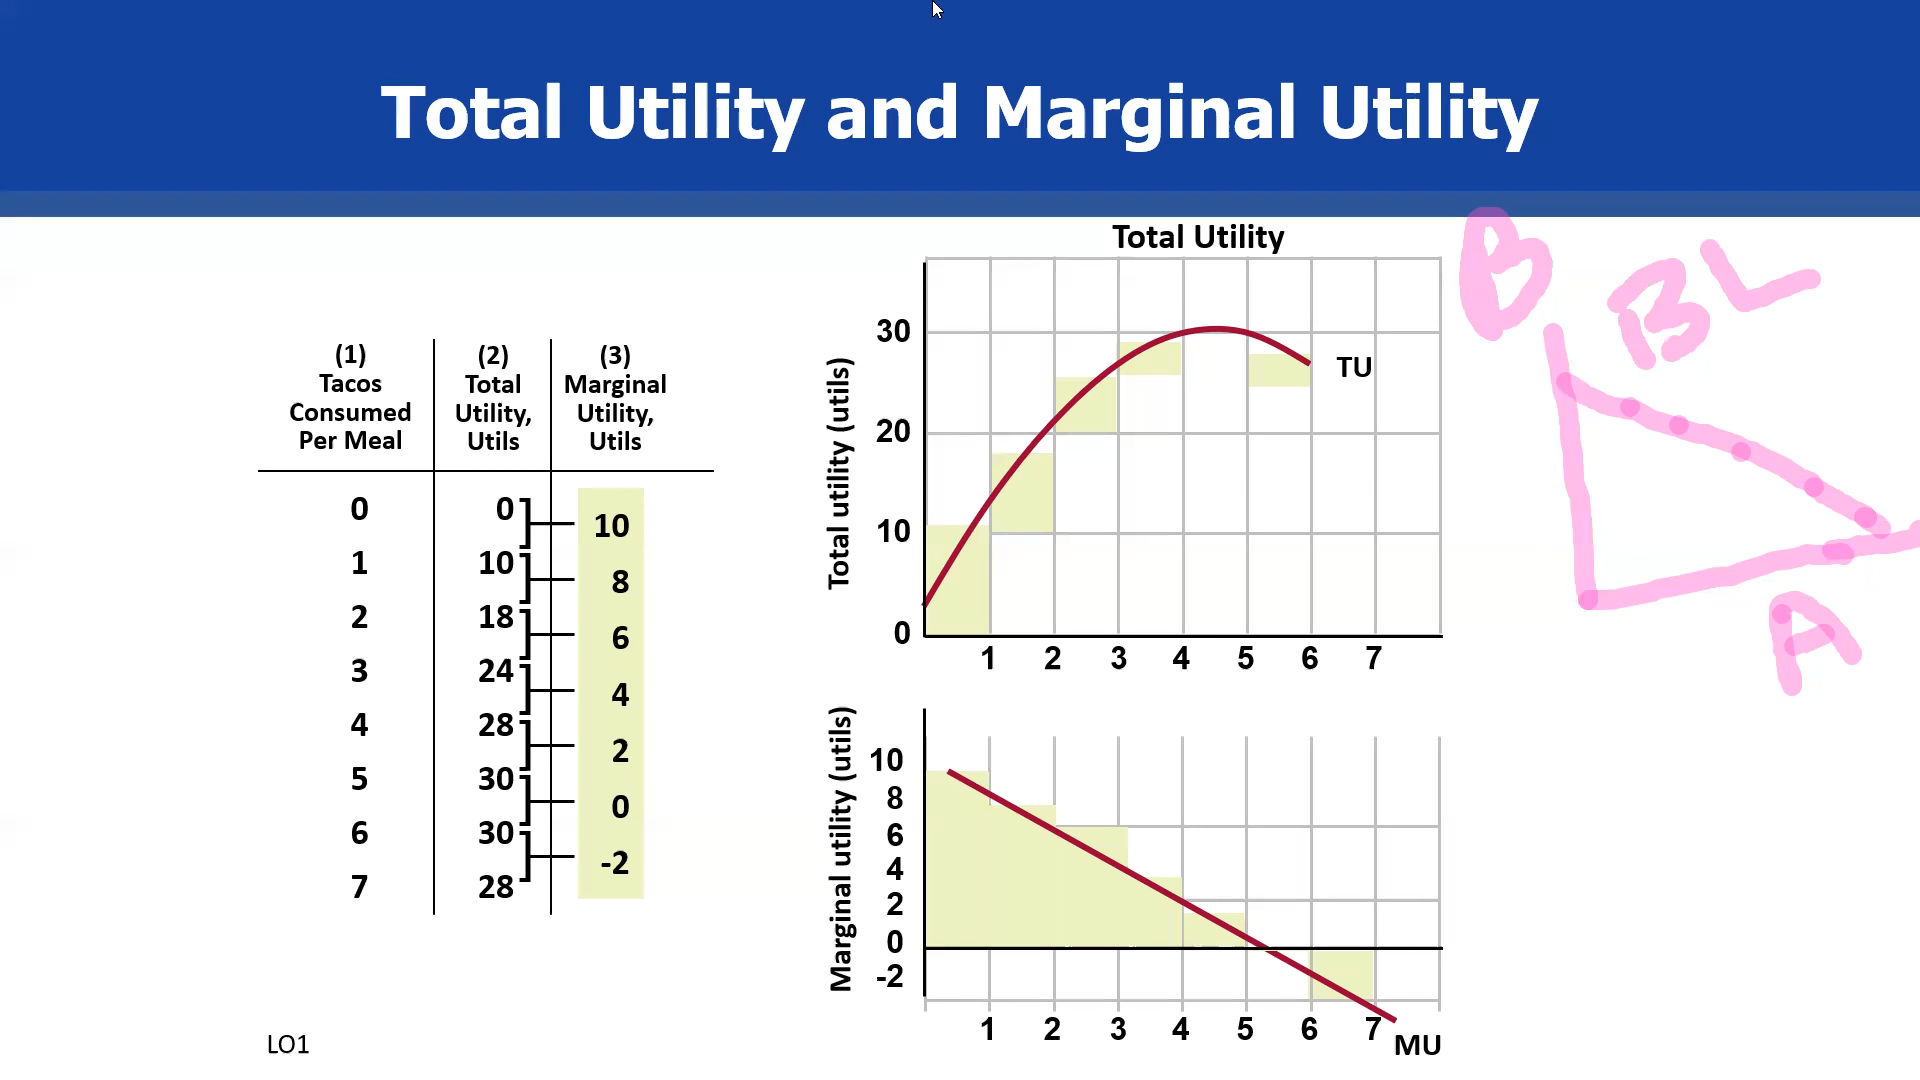 Total Utility and Marginal Utility
(1)
Tacos
Consumed
Per Meal
(2)
Total
Utility,
Utils
(3)
Marginal
Utility,
Utils
0 0
10
1 10
8
2 18
6
3 24
4
4 28
2
5 30
0
6 30
-2
7 28
Total Utility
Total utility (utils)
30
20
10
0
1 2 3 4 5 6 7
TU
Marginal utility (utils)
10
8
6
4
2
0
-2
1 2 3 4 5 6 7
MU
B
BL
A
LO1